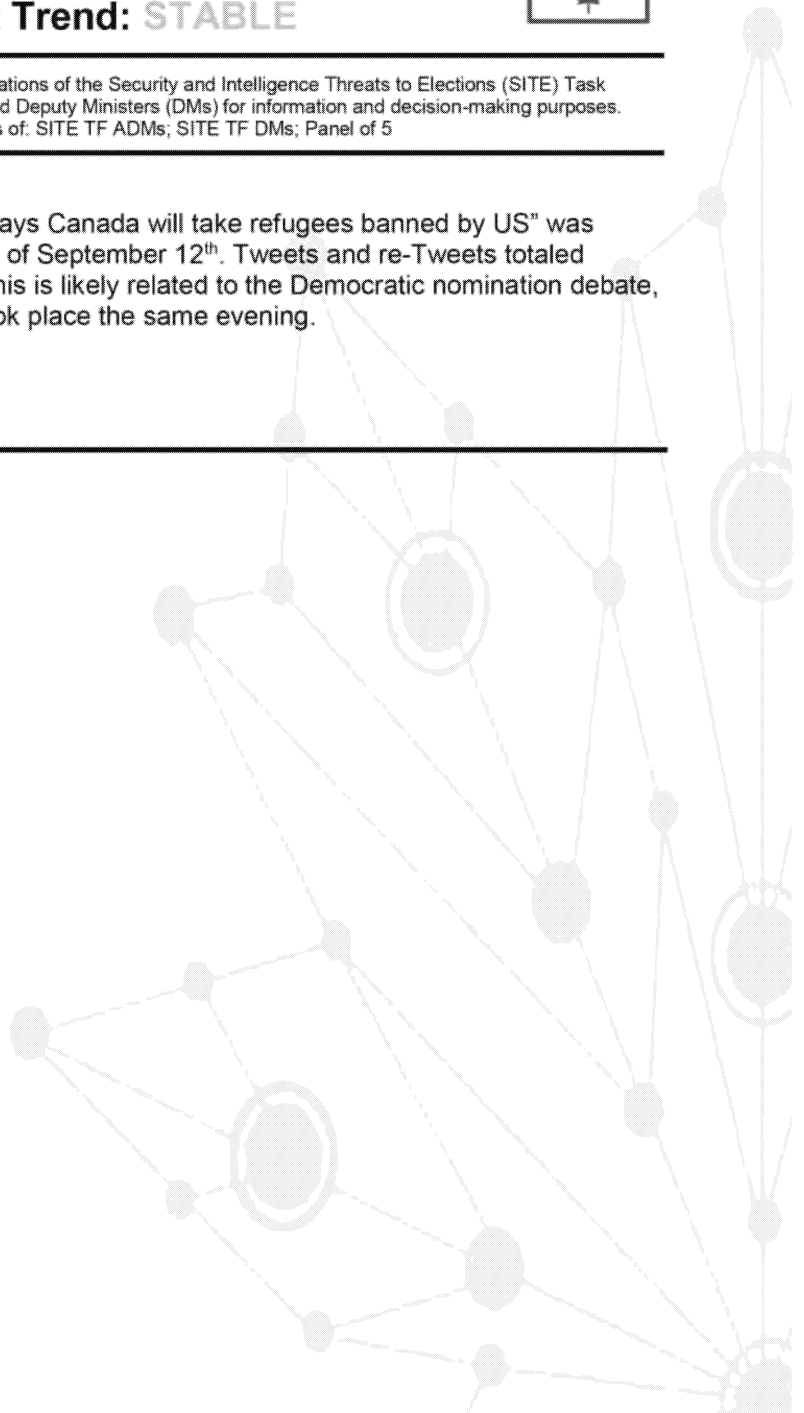 Trend: STABLE
ations of the Security and Intelligence Threats to Elections (SITE) Task
d Deputy Ministers (DMs) for information and decision-making purposes.
s of: SITE TF ADMs; SITE TF DMs; Panel of 5
ays Canada will take refugees banned by US” was
of September 12th. Tweets and re-Tweets totaled
his is likely related to the Democratic nomination debate,
ok place the same evening.